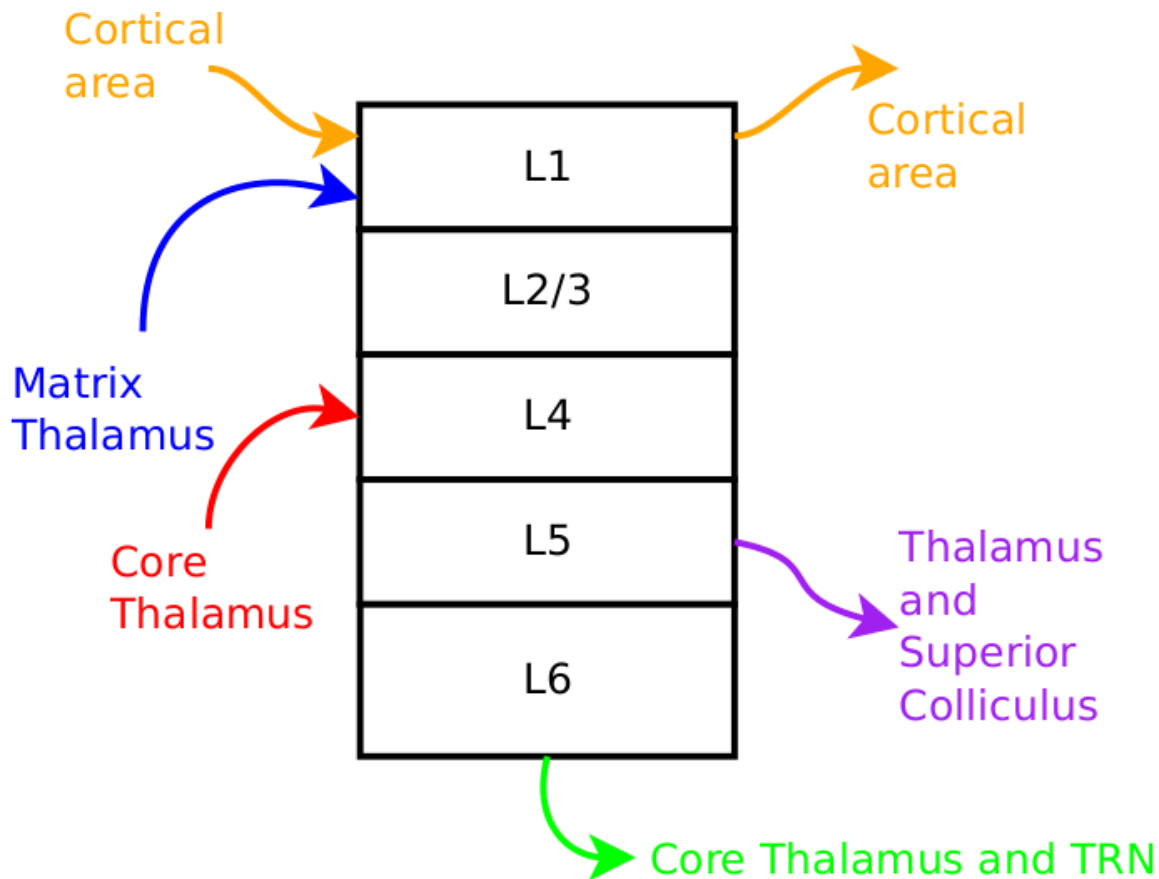 Cortical
area
Cortical
area
L1
L2/3
Matrix
Thalamus
L4
Core
Thalamus
L5
Thalamus
and
Superior
Colliculus
L6
Core Thalamus and TRN